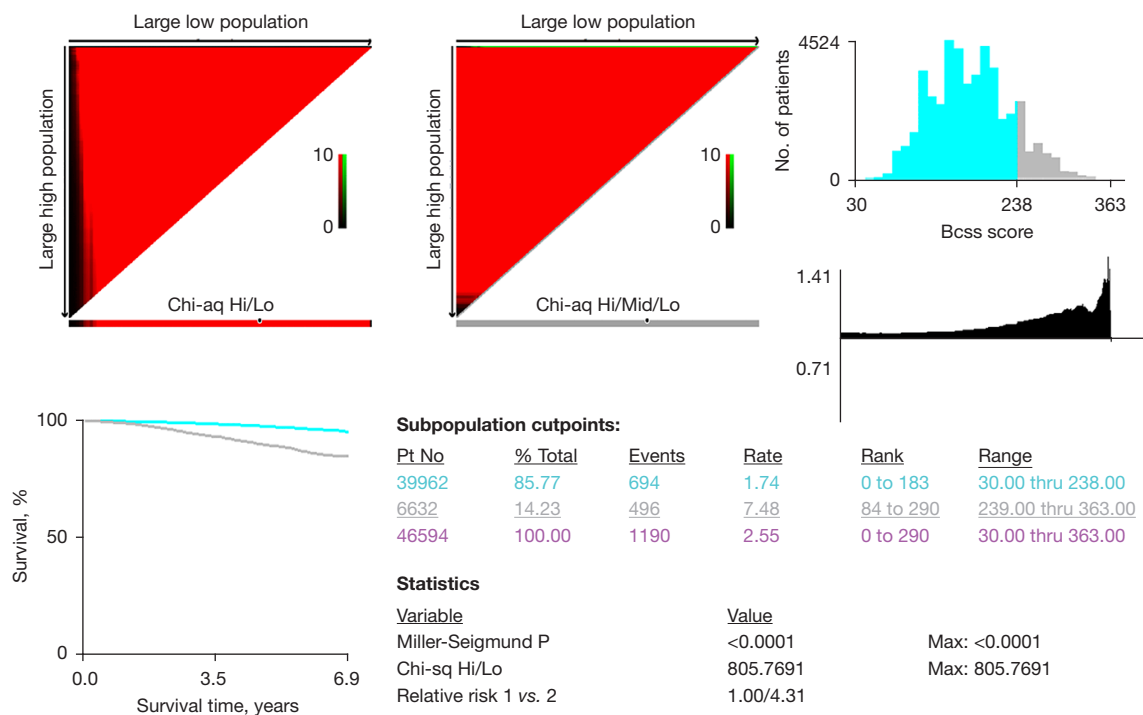 Large low population
Large high population
10
0
Chi-aq Hi/Lo
Large low population
Large high population
10
0
Chi-aq Hi/Mid/Lo
4524
No. of patients
0
30 238 363
Bcss score
1.41
0.71
100
Survival, %
50
0
0.0 3.5 6.9
Survival time, years
Subpopulation cutpoints:
Pt No % Total Events Rate Rank Range
39962 85.77 694 1.74 0 to 183 30.00 thru 238.00
6632 14.23 496 7.48 84 to 290 239.00 thru 363.00
46594 100.00 1190 2.55 0 to 290 30.00 thru 363.00
Statistics
Variable Value
Miller-Seigmund P <0.0001 Max: <0.0001
Chi-sq Hi/Lo 805.7691 Max: 805.7691
Relative risk 1 vs. 2 1.00/4.31